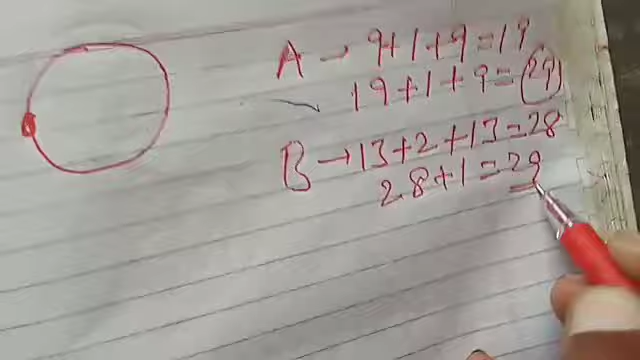 A → 9+1+9=19
19+1+9=29
B → 13+2+13=28
28+1=29